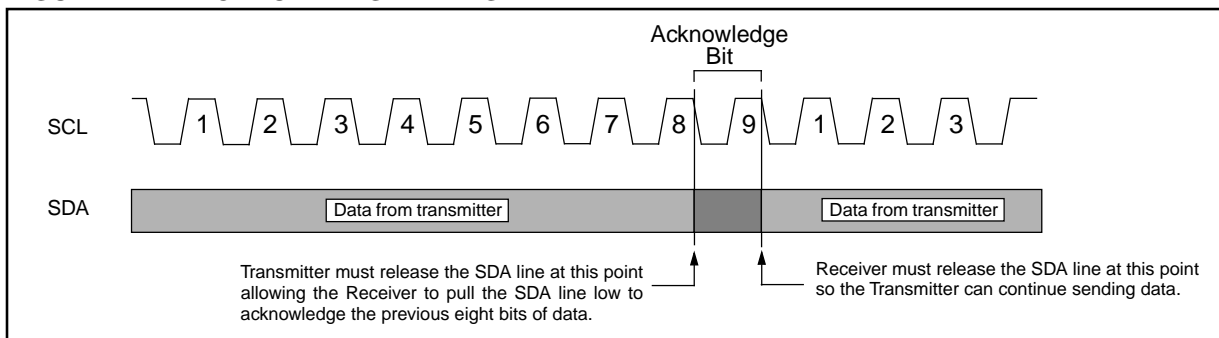 Acknowledge
Bit
SCL
1 2 3 4 5 6 7 8 9 1 2 3
SDA
Data from transmitter
Data from transmitter
Transmitter must release the SDA line at this point
allowing the Receiver to pull the SDA line low to
acknowledge the previous eight bits of data.
Receiver must release the SDA line at this point
so the Transmitter can continue sending data.